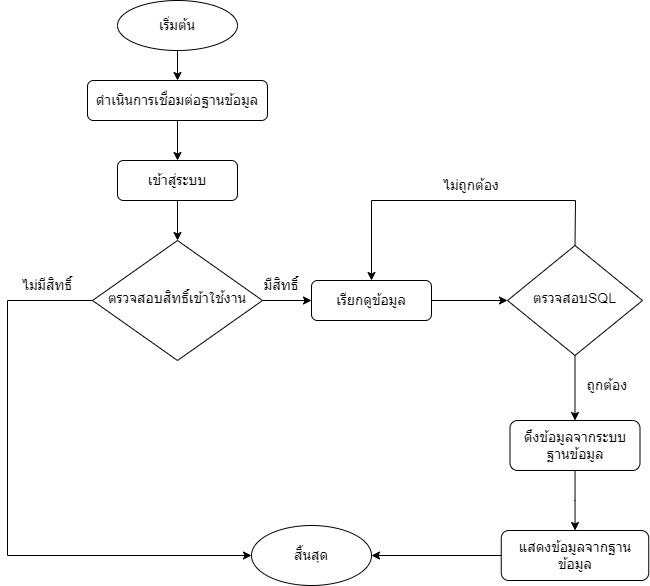 เริ่มต้น
ดำเนินการเชื่อมต่อฐานข้อมูล
เข้าสู่ระบบ
ไม่ถูกต้อง
ไม่มีสิทธิ์
ตรวจสอบสิทธิ์เข้าใช้งาน
มีสิทธิ์
เรียกดูข้อมูล
ตรวจสอบSQL
ถูกต้อง
ดึงข้อมูลจากระบบ
ฐานข้อมูล
สิ้นสุด
แสดงข้อมูลจากฐาน
ข้อมูล